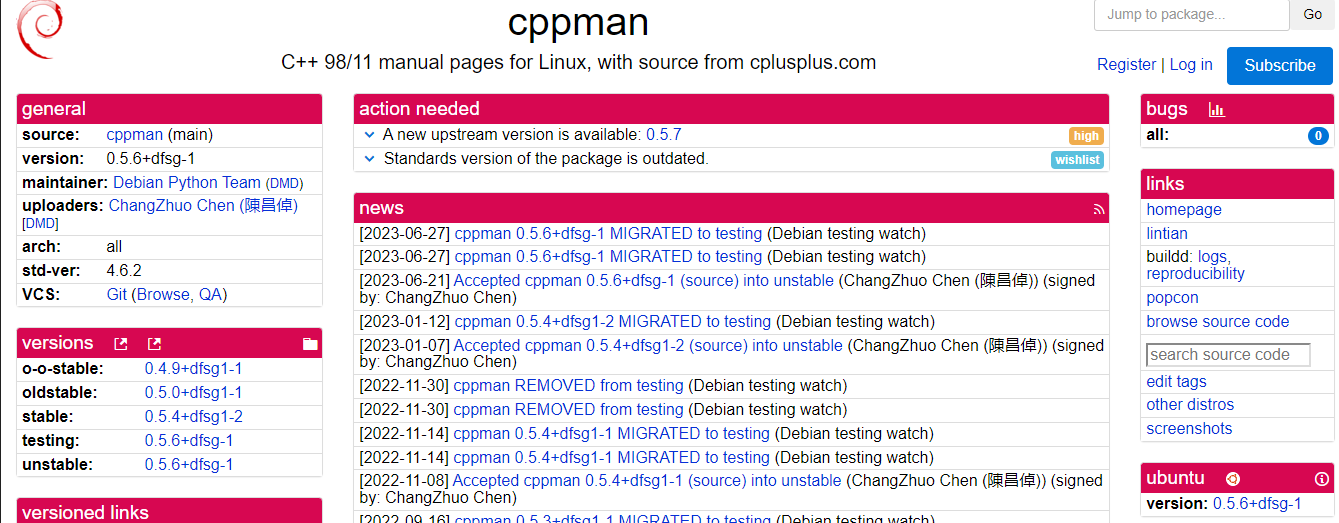 cppman
Jump to package...
Go
C++ 98/11 manual pages for Linux, with source from cplusplus.com
Register | Log in
Subscribe
general
source: cppman (main)
version: 0.5.6+dfsg-1
maintainer: Debian Python Team (DMD)
uploaders: ChangZhuo Chen (陳昌倬)
[DMD]
arch: all
std-ver: 4.6.2
VCS: Git (Browse, QA)
versions
o-o-stable: 0.4.9+dfsg1-1
oldstable: 0.5.0+dfsg1-1
stable: 0.5.4+dfsg1-2
testing: 0.5.6+dfsg-1
unstable: 0.5.6+dfsg-1
versioned links
action needed
A new upstream version is available: 0.5.7
high
Standards version of the package is outdated.
wishlist
news
[2023-06-27] cppman 0.5.6+dfsg-1 MIGRATED to testing (Debian testing watch)
[2023-06-27] cppman 0.5.6+dfsg-1 MIGRATED to testing (Debian testing watch)
[2023-06-21] Accepted cppman 0.5.6+dfsg-1 (source) into unstable (ChangZhuo Chen (陳昌倬)) (signed
by: ChangZhuo Chen)
[2023-01-12] cppman 0.5.4+dfsg1-2 MIGRATED to testing (Debian testing watch)
[2023-01-07] Accepted cppman 0.5.4+dfsg1-2 (source) into unstable (ChangZhuo Chen (陳昌倬)) (signed
by: ChangZhuo Chen)
[2022-11-30] cppman REMOVED from testing (Debian testing watch)
[2022-11-30] cppman REMOVED from testing (Debian testing watch)
[2022-11-14] cppman 0.5.4+dfsg1-1 MIGRATED to testing (Debian testing watch)
[2022-11-14] cppman 0.5.4+dfsg1-1 MIGRATED to testing (Debian testing watch)
[2022-11-08] Accepted cppman 0.5.4+dfsg1-1 (source) into unstable (ChangZhuo Chen (陳昌倬)) (signed
by: ChangZhuo Chen)
[2022-09-16] cppman 0.5.3+dfsg1-1 MIGRATED to testing (Debian testing watch)
bugs
all: 0
links
homepage
lintian
buildd: logs,
reproducibility
popcon
browse source code
search source code
edit tags
other distros
screenshots
ubuntu
version: 0.5.6+dfsg-1